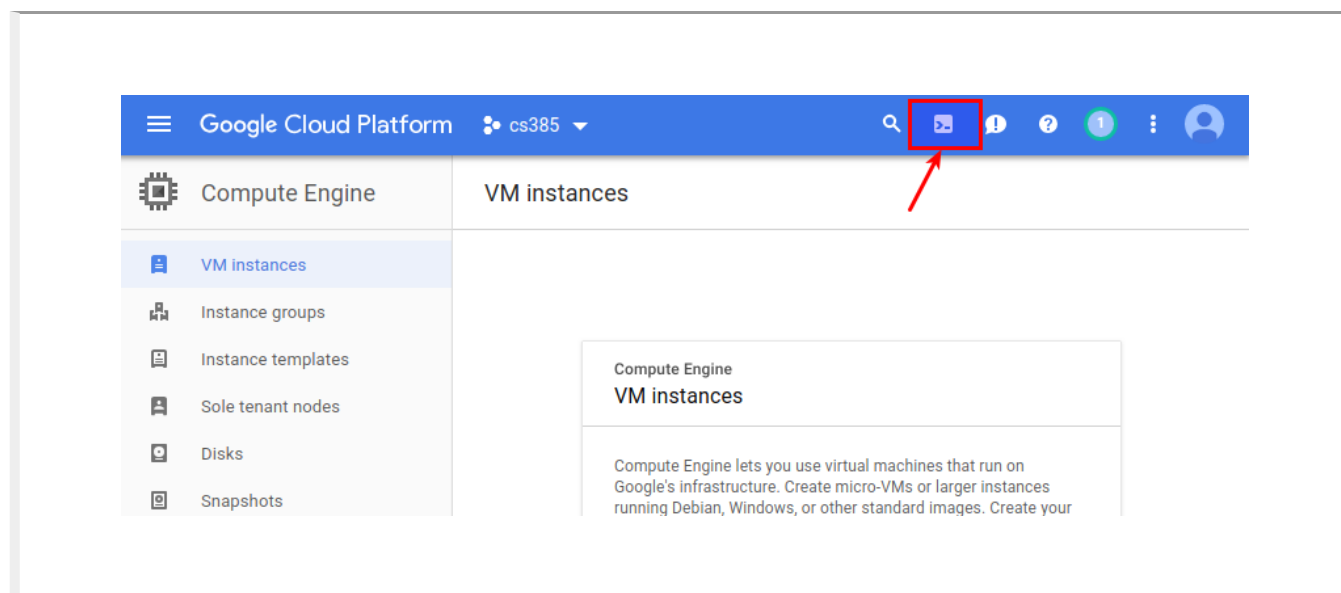 Google Cloud Platform cs385
1
Compute Engine
VM instances
VM instances
Instance groups
Instance templates
Sole tenant nodes
Disks
Snapshots
Compute Engine
VM instances
Compute Engine lets you use virtual machines that run on
Google's infrastructure. Create micro-VMs or larger instances
running Debian, Windows, or other standard images. Create your